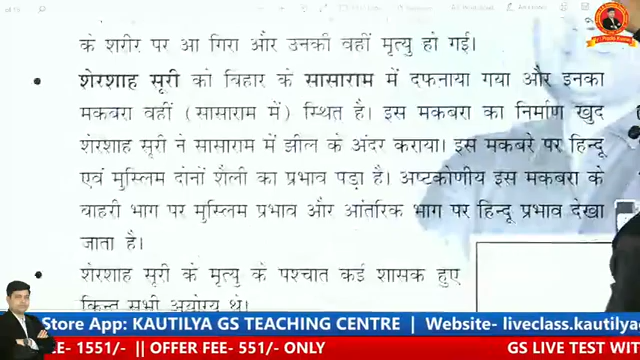 के शरीर पर आ गिरा और उनकी वहीं मृत्यु हो गई।
• शेरशाह सूरी को बिहार के सासाराम में दफनाया गया और इनका
मकबरा वहीं (सासाराम में) स्थित है। इस मकबरा का निर्माण खुद
शेरशाह सूरी ने सासाराम में झील के अंदर कराया। इस मकबरे पर हिन्दू
एवं मुस्लिम दोनों शैली का प्रभाव पड़ा है। अष्टकोणीय इस मकबरा के
बाहरी भाग पर मुस्लिम प्रभाव और आंतरिक भाग पर हिन्दू प्रभाव देखा
जाता है।
• शेरशाह सूरी के मृत्यु के पश्चात कई शासक हुए
किन्तु सभी अयोग्य थे।
Store App: KAUTILYA GS TEACHING CENTRE | Website- liveclass.kautilya
EE- 1551/- || OFFER FEE- 551/- ONLY GS LIVE TEST WIT